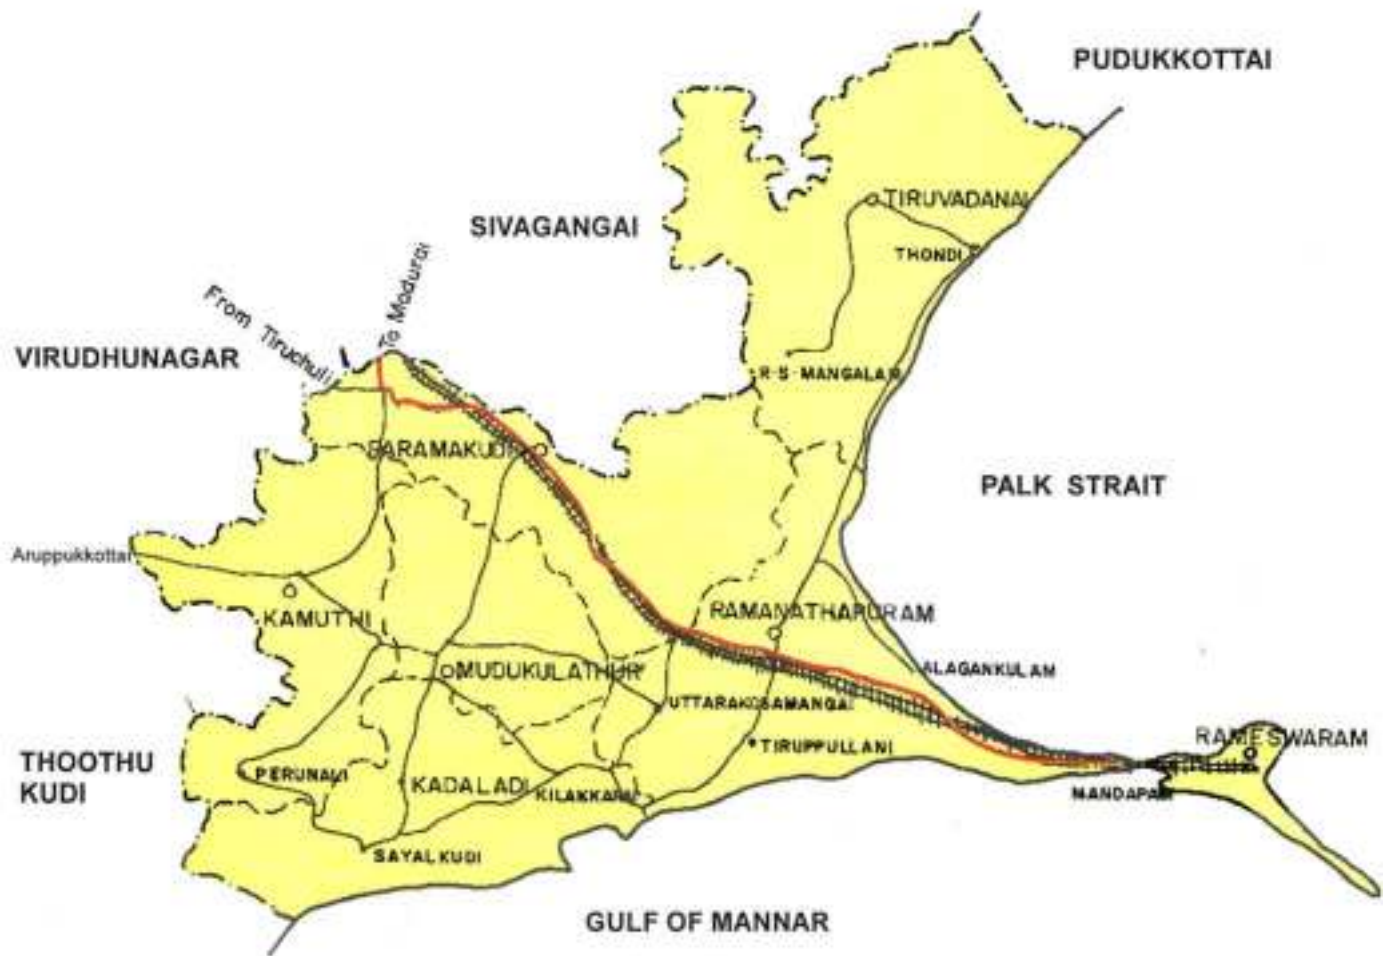 PUDUKKOTTAI
TIRUVADANAI
SIVAGANGAI
THONDI
To Madurai
From Tiruchuli
VIRUDHUNAGAR
R·S·MANGALAM
PARAMAKUDI
PALK STRAIT
Aruppukkottai
KAMUTHI
RAMANATHAPURAM
MUDUKULATHUR
ALAGANKULAM
UTTARAKOSAMANGAI
TIRUPPULLANI
RAMESWARAM
THOOTHU
KUDI
PERUNALI
KADALADI
KILAKKARAI
MANDAPAM
SAYALKUDI
GULF OF MANNAR